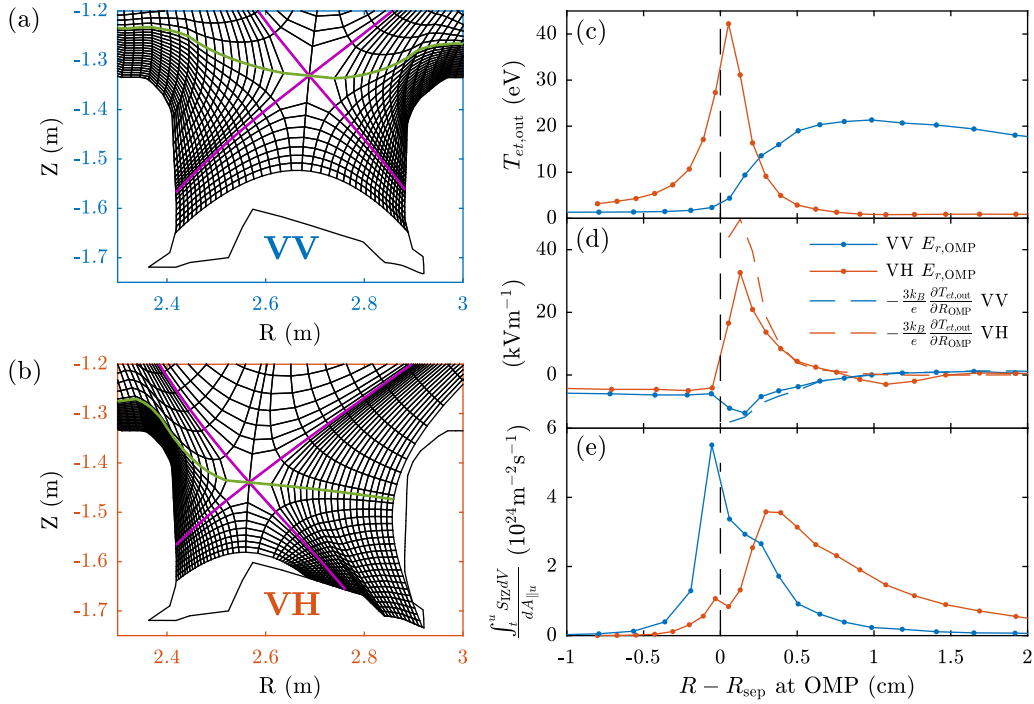 (a)
-1.2
-1.3
-1.4
-1.5
-1.6
-1.7
Z (m)
VV
2.4 2.6 2.8 3
R (m)
(b)
-1.2
-1.3
-1.4
-1.5
-1.6
-1.7
Z (m)
VH
2.4 2.6 2.8 3
R (m)
(c)
40
30
20
10
0
T_{et,out} (eV)
(d)
40
20
0
(kVm^{-1})
VV E_{r,OMP}
VH E_{r,OMP}
-\frac{3k_B}{e} \frac{\partial T_{et,out}}{\partial R_{OMP}} VV
-\frac{3k_B}{e} \frac{\partial T_{et,out}}{\partial R_{OMP}} VH
(e)
6
4
2
0
\frac{\int_t^u S_{IZ} dV}{dA_{\parallel u}} (10^{24} m^{-2} s^{-1})
-1 -0.5 0 0.5 1 1.5 2
R − R_{sep} at OMP (cm)